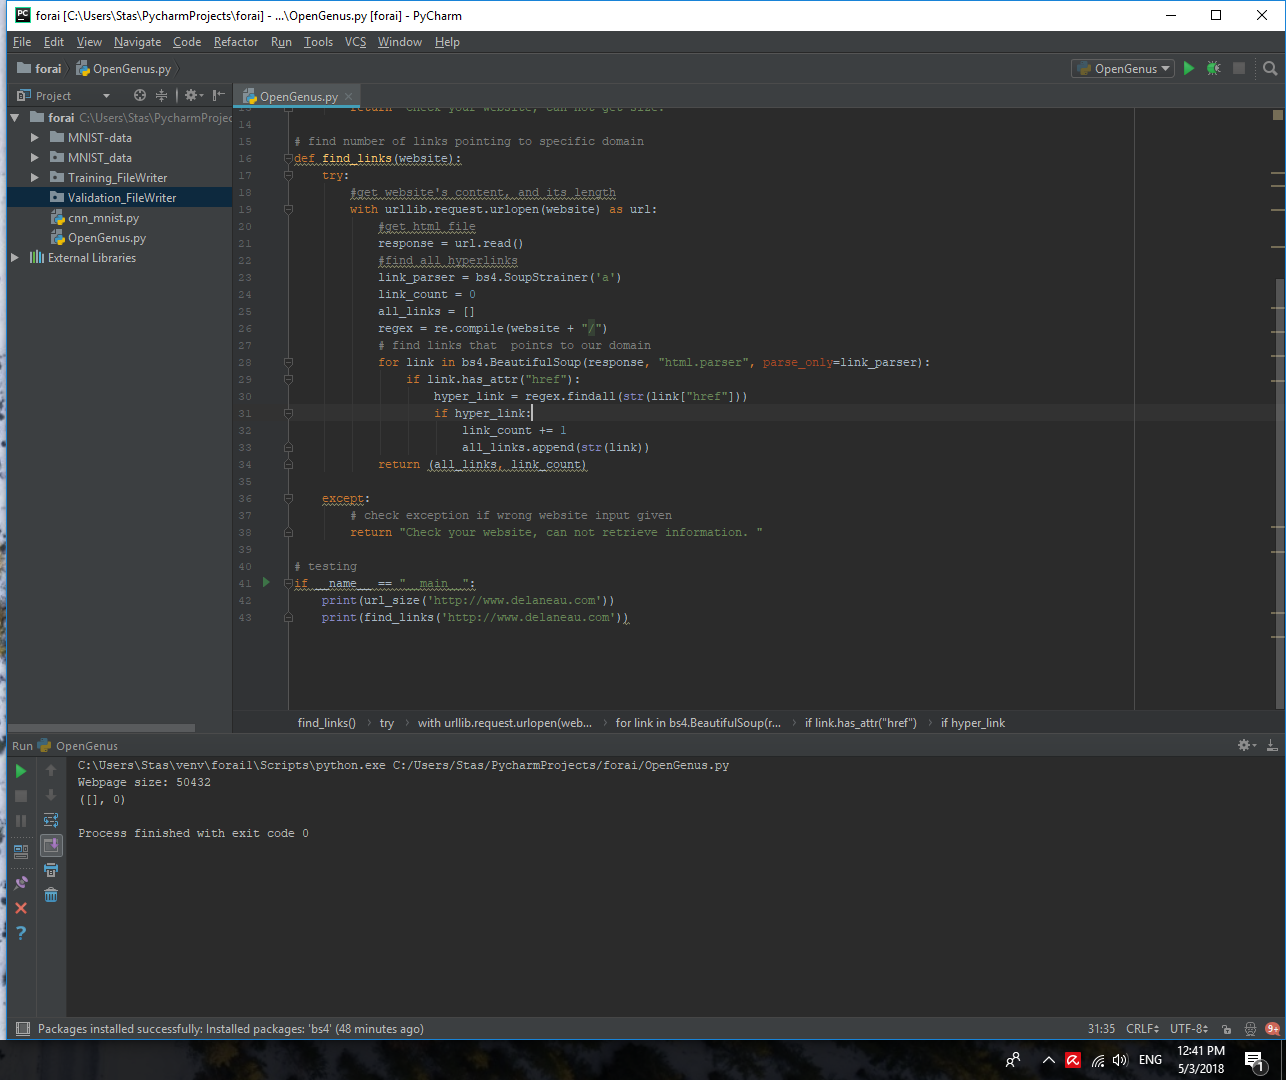 PC forai [C:\Users\Stas\PycharmProjects\forai] - ...\OpenGenus.py [forai] - PyCharm
File Edit View Navigate Code Refactor Run Tools VCS Window Help
forai OpenGenus.py OpenGenus
Project OpenGenus.py
forai C:\Users\Stas\PycharmProjec
MNIST-data
MNIST_data
Training_FileWriter
Validation_FileWriter
cnn_mnist.py
OpenGenus.py
External Libraries
13 return "Check your website, can not get size."
14
15 # find number of links pointing to specific domain
16 def find_links(website):
17 try:
18 #get website's content, and its length
19 with urllib.request.urlopen(website) as url:
20 #get html file
21 response = url.read()
22 #find all hyperlinks
23 link_parser = bs4.SoupStrainer('a')
24 link_count = 0
25 all_links = []
26 regex = re.compile(website + "/")
27 # find links that  points to our domain
28 for link in bs4.BeautifulSoup(response, "html.parser", parse_only=link_parser):
29 if link.has_attr("href"):
30 hyper_link = regex.findall(str(link["href"]))
31 if hyper_link:
32 link_count += 1
33 all_links.append(str(link))
34 return (all_links, link_count)
35
36 except:
37 # check exception if wrong website input given
38 return "Check your website, can not retrieve information. "
39
40 # testing
41 if __name__ == "__main__":
42 print(url_size('http://www.delaneau.com'))
43 print(find_links('http://www.delaneau.com'))
find_links() › try › with urllib.request.urlopen(web... › for link in bs4.BeautifulSoup(r... › if link.has_attr("href") › if hyper_link
Run OpenGenus
C:\Users\Stas\venv\forail\Scripts\python.exe C:/Users/Stas/PycharmProjects/forai/OpenGenus.py
Webpage size: 50432
([], 0)
Process finished with exit code 0
Packages installed successfully: Installed packages: 'bs4' (48 minutes ago) 31:35 CRLF UTF-8 9+
ENG 12:41 PM 1
5/3/2018